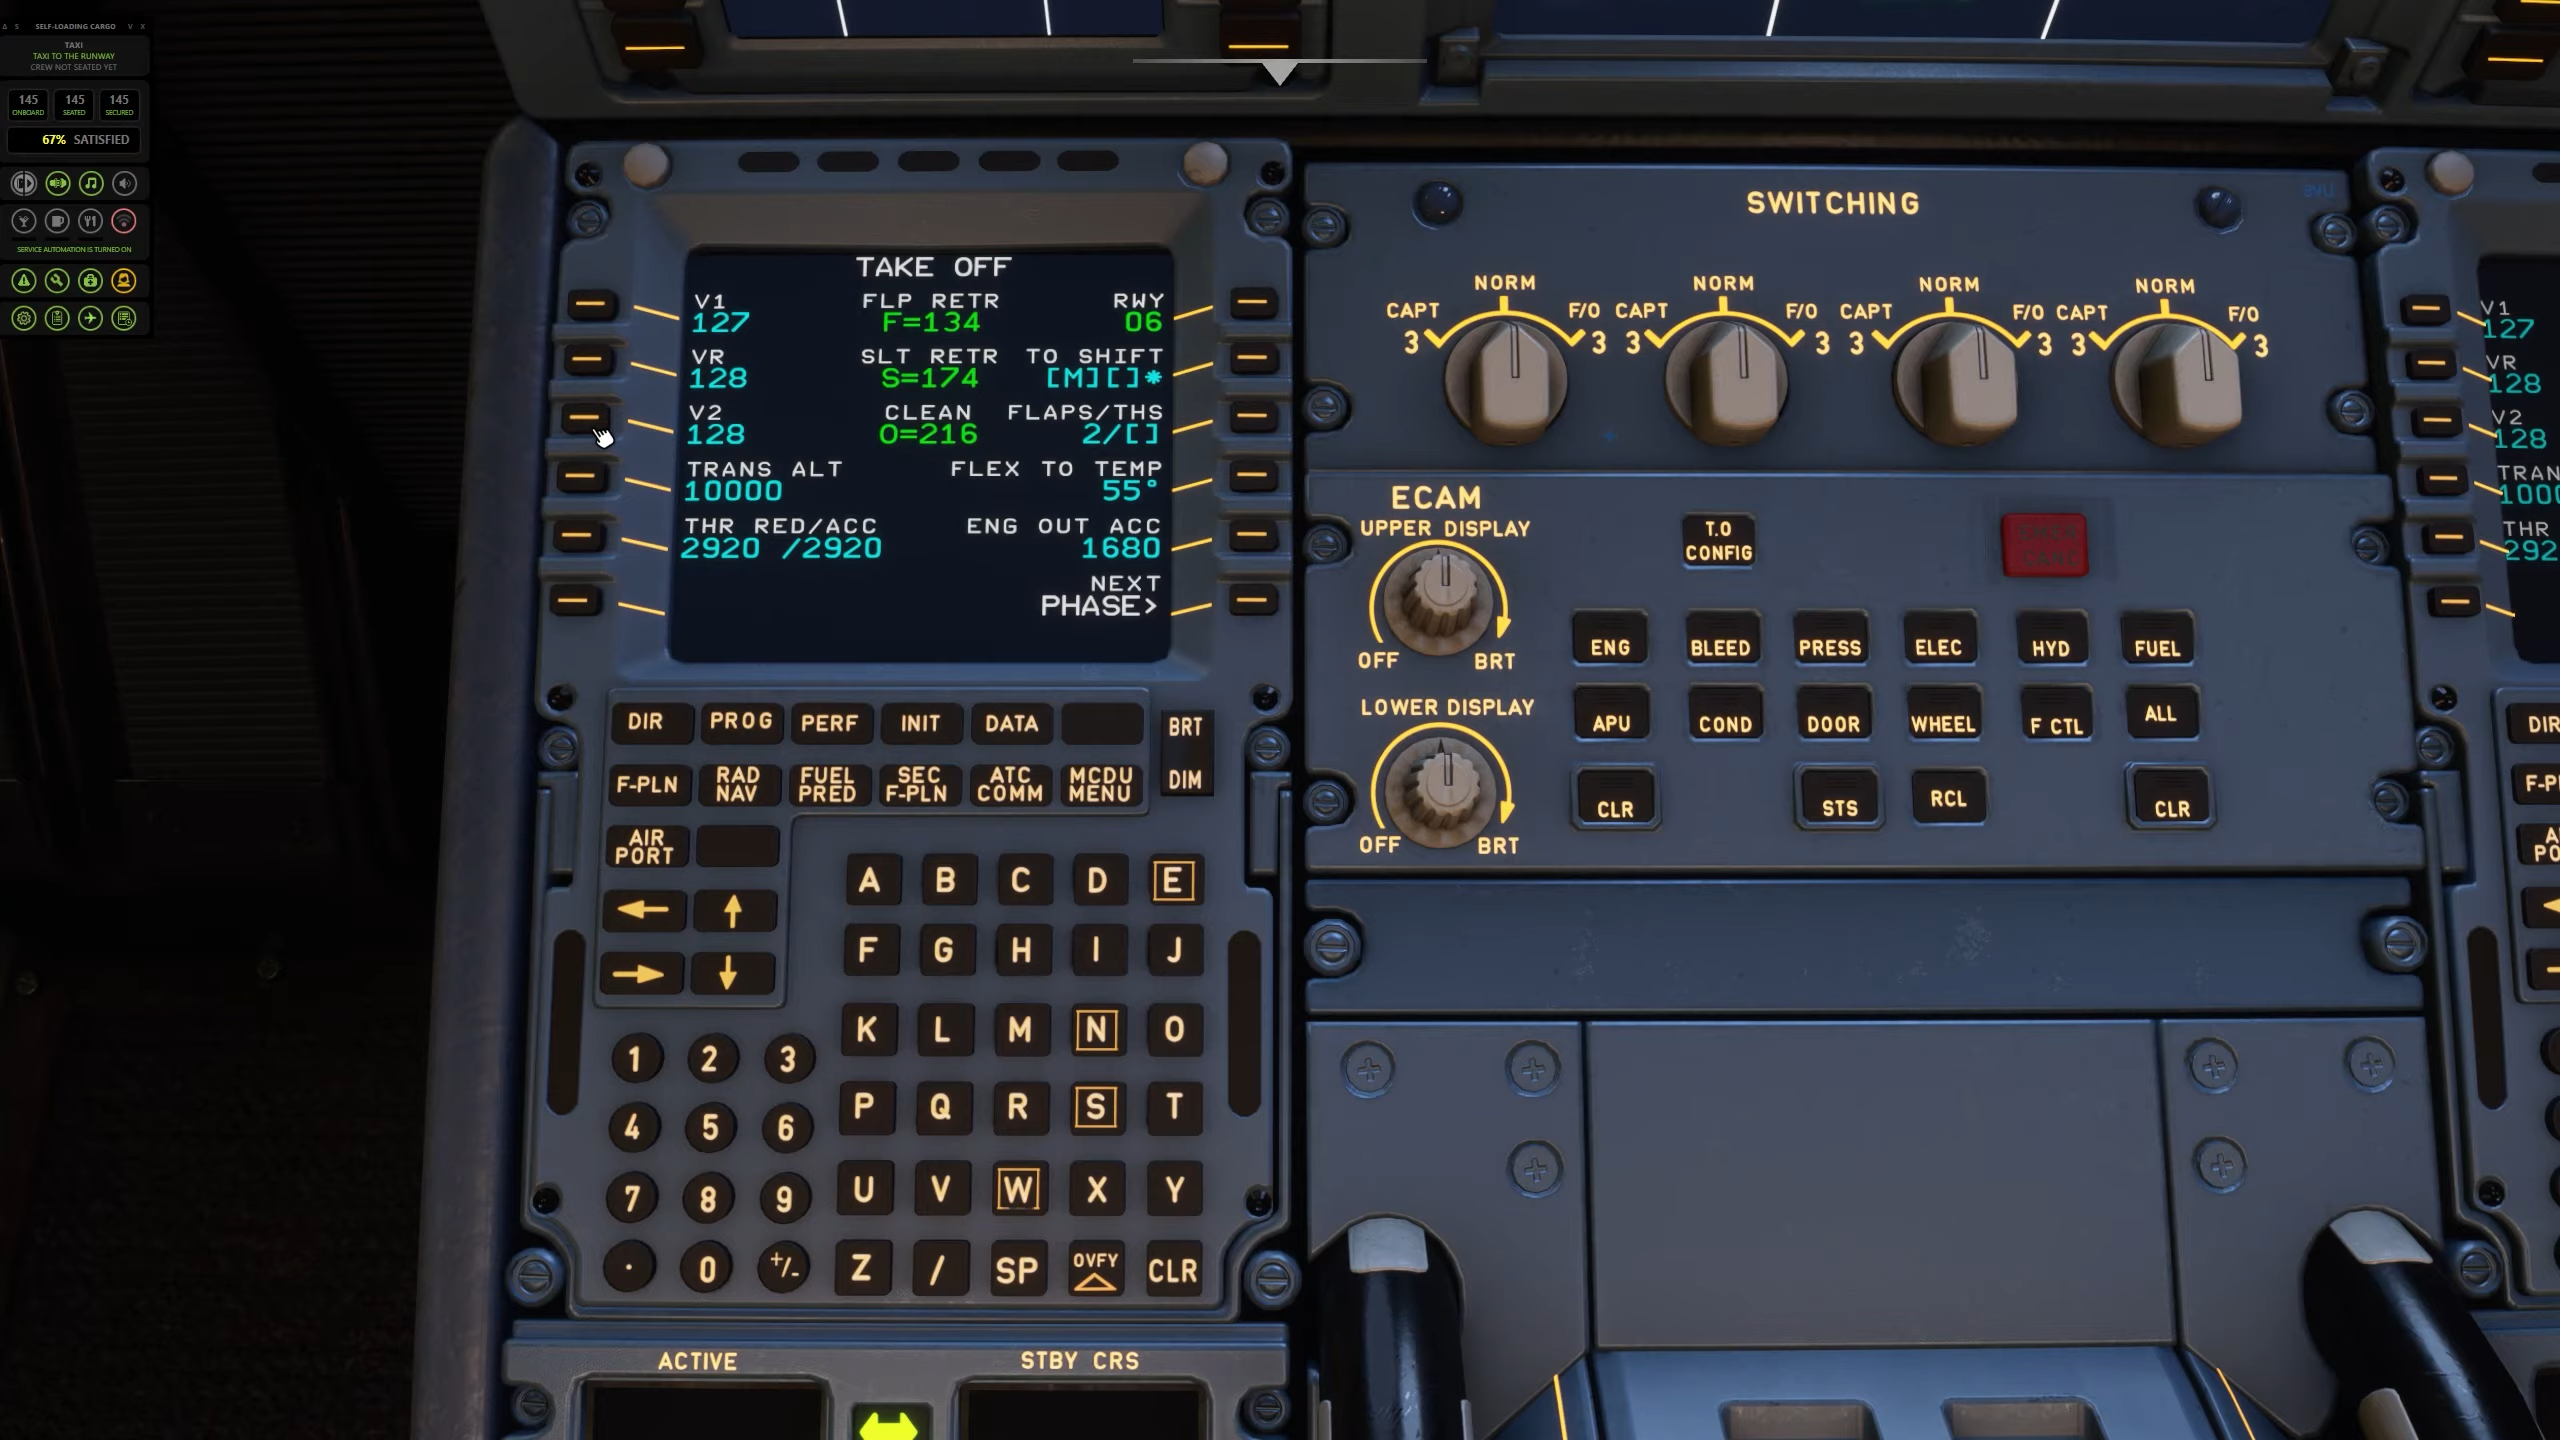 SELF-LOADING CARGO
TAXI
TAXI TO THE RUNWAY
CREW NOT SEATED YET
145 145 145
ONBOARD SEATED SECURED
67% SATISFIED
SERVICE AUTOMATION IS TURNED ON
TAKE OFF
V1 FLP RETR RWY
127 F=134 06
VR SLT RETR TO SHIFT
128 S=174 [M][]*
V2 CLEAN FLAPS/THS
128 O=216 2/[]
TRANS ALT FLEX TO TEMP
10000 55°
THR RED/ACC ENG OUT ACC
2920 /2920 1680
NEXT
PHASE>
DIR PROG PERF INIT DATA
BRT
DIM
F-PLN RAD NAV FUEL PRED SEC F-PLN ATC COMM MCDU MENU
AIR PORT
A B C D E
F G H I J
K L M N O
P Q R S T
U V W X Y
Z / SP OVFY CLR
1 2 3
4 5 6
7 8 9
. 0 +/-
ACTIVE STBY CRS
SWITCHING
NORM NORM NORM NORM
CAPT F/O CAPT F/O CAPT F/O CAPT F/O
3 3 3 3 3 3 3 3
ECAM
UPPER DISPLAY
OFF BRT
T.O
CONFIG
LOWER DISPLAY
OFF BRT
ENG BLEED PRESS ELEC HYD FUEL
APU COND DOOR WHEEL F CTL ALL
CLR STS RCL CLR
V1
127
VR
128
V2
128
TRAN
1000
THR
292
DIR
F-P